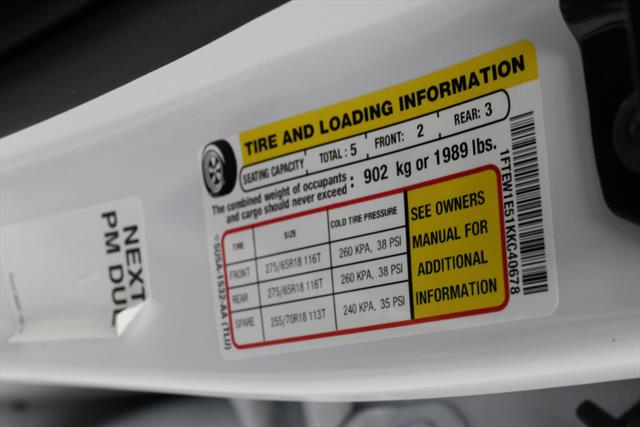 TIRE AND LOADING INFORMATION
SEATING CAPACITY TOTAL : 5 FRONT: 2 REAR: 3
The combined weight of occupants and cargo should never exceed : 902 kg or 1989 lbs.
TIRE SIZE COLD TIRE PRESSURE
FRONT 275/65R18 116T 260 KPA, 38 PSI
REAR 275/65R18 116T 260 KPA, 38 PSI
SPARE 255/70R18 113T 240 KPA, 35 PSI
SEE OWNERS
MANUAL FOR
ADDITIONAL
INFORMATION
1FTEW1E51KKC40678
NEXT
PM DUE